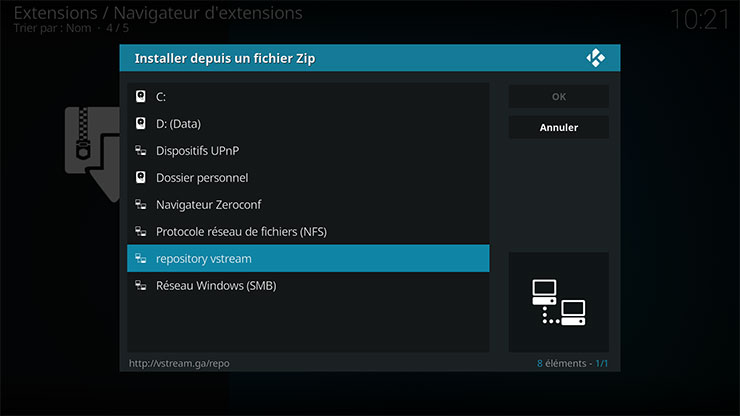 Extensions / Navigateur d'extensions
Trier par : Nom - 4 / 5
10:21
Installer depuis un fichier Zip
C:
D: (Data)
Dispositifs UPnP
Dossier personnel
Navigateur Zeroconf
Protocole réseau de fichiers (NFS)
repository vstream
Réseau Windows (SMB)
OK
Annuler
http://vstream.ga/repo
8 éléments - 1/1